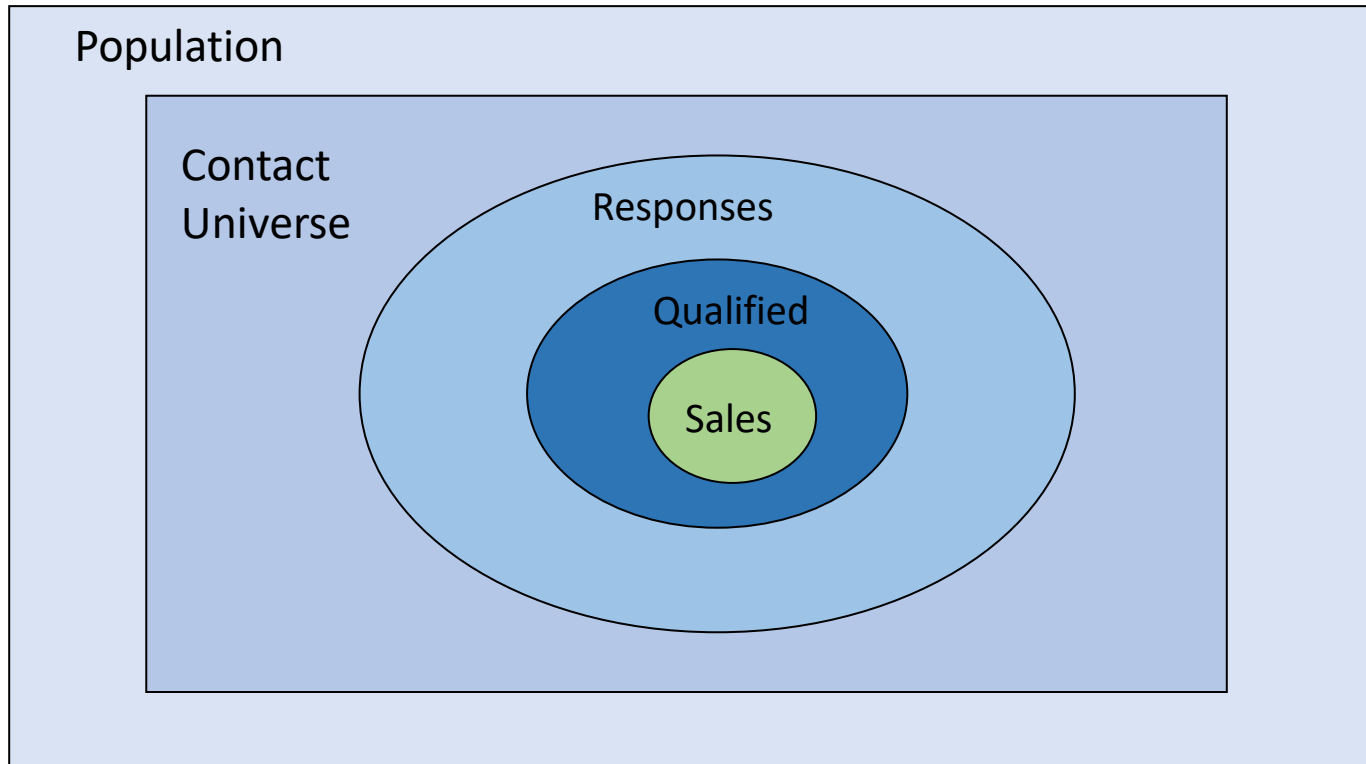 Population
Contact
Universe
Responses
Qualified
Sales